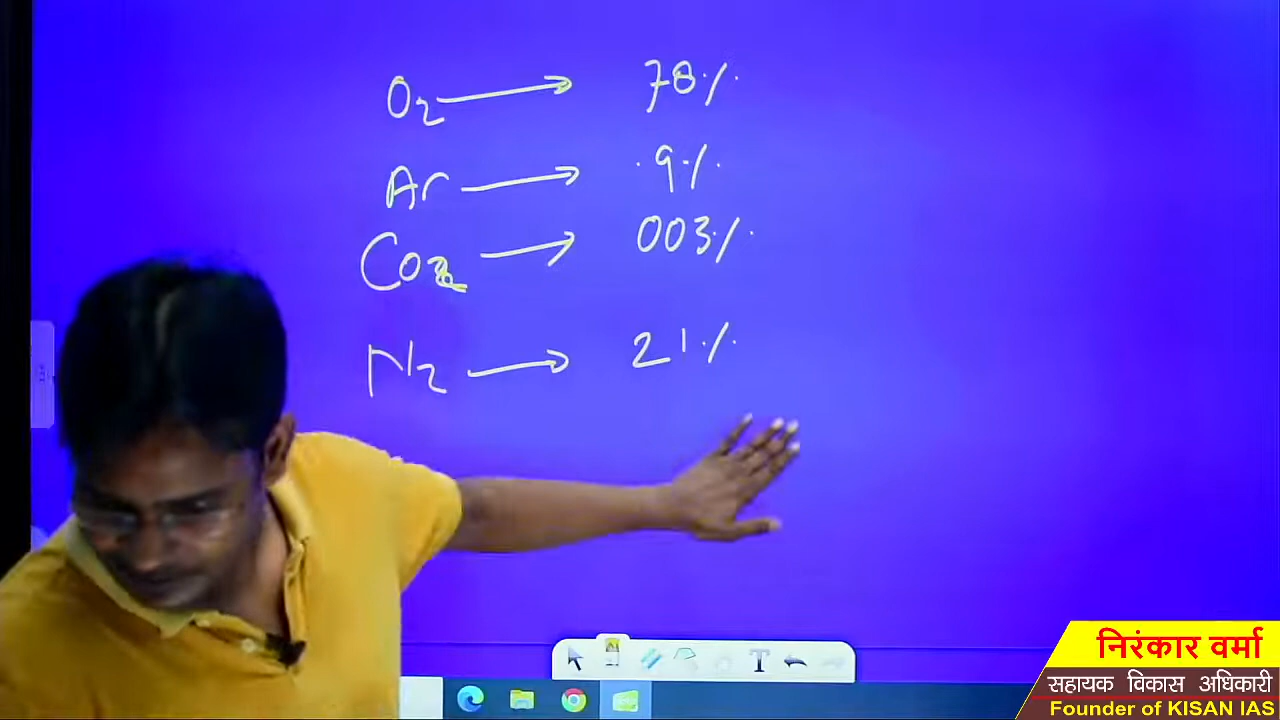 O₂ → 78%
Ar → .9%
Co₂ → 003%
N₂ → 21%
T
निरंकार वर्मा
सहायक विकास अधिकारी
Founder of KISAN IAS